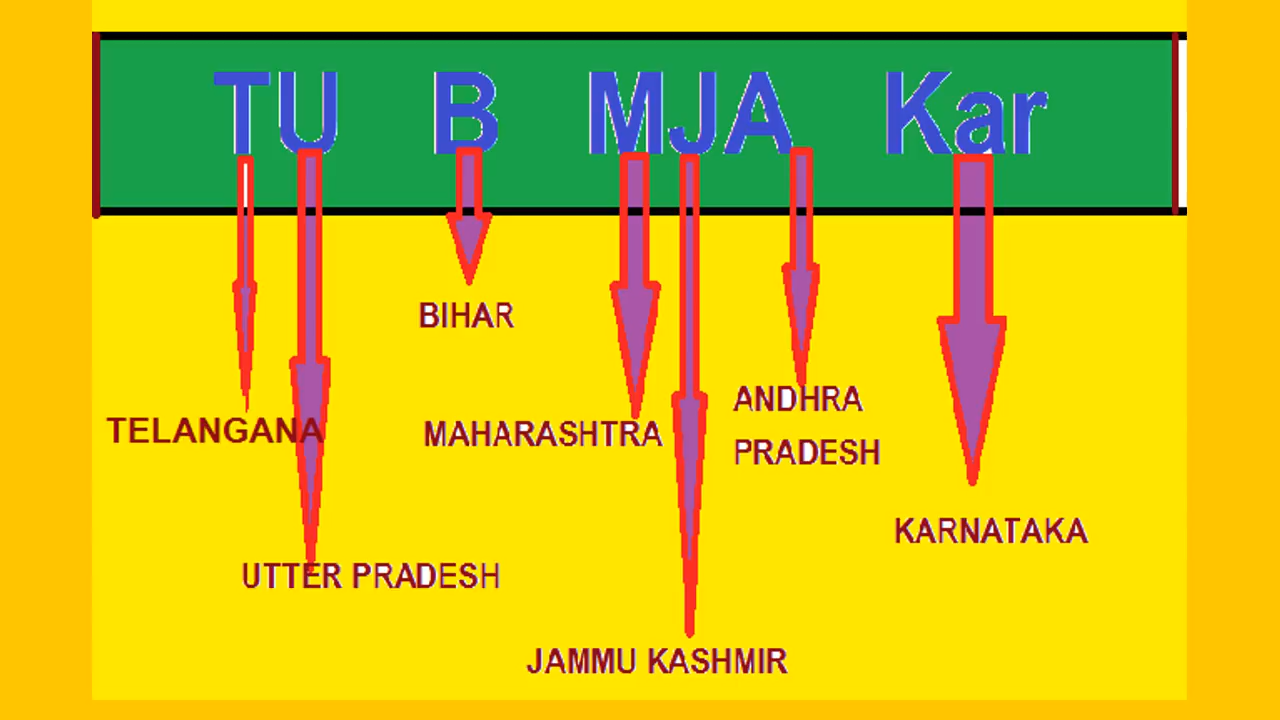 TU B MJA Kar
BIHAR
ANDHRA
PRADESH
TELANGANA
MAHARASHTRA
KARNATAKA
UTTER PRADESH
JAMMU KASHMIR